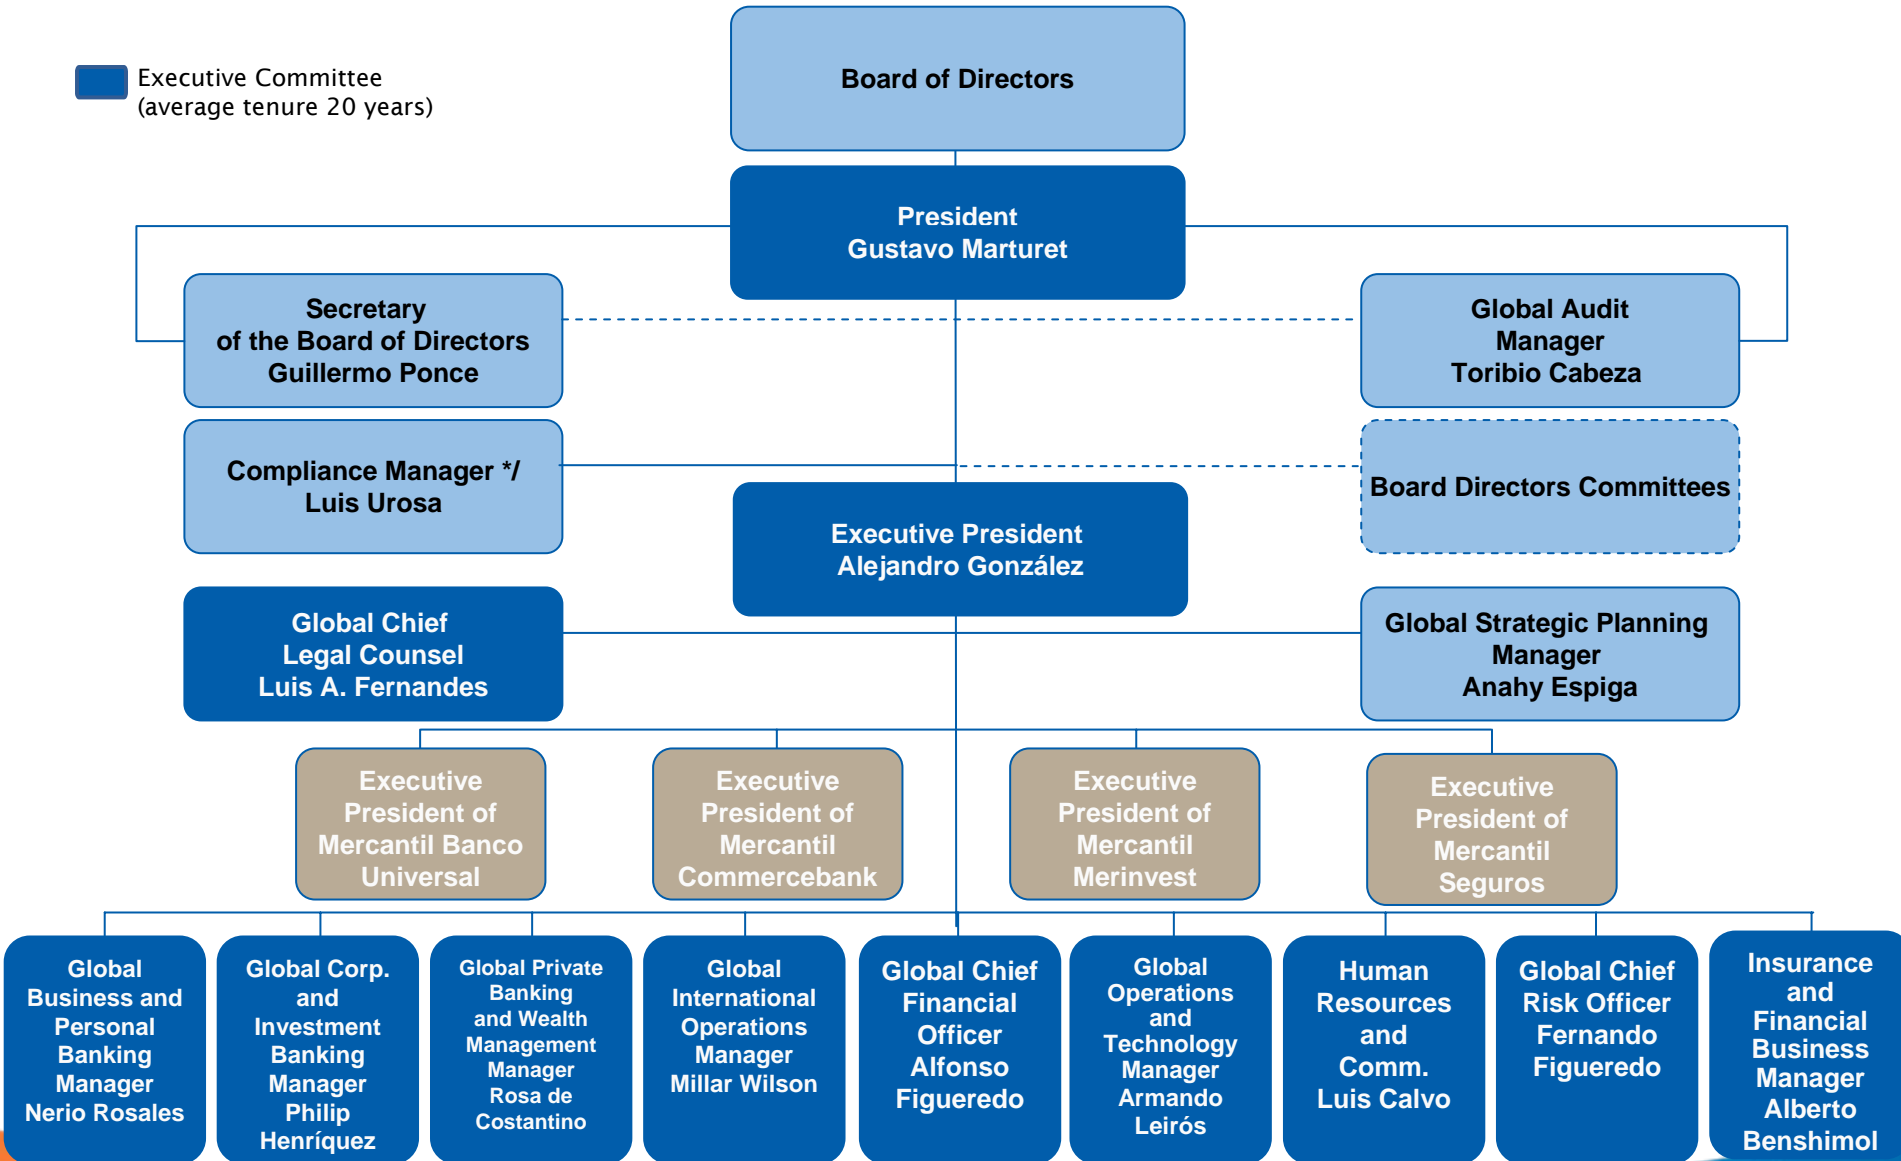 Executive Committee
(average tenure 20 years)
Board of Directors
President
Gustavo Marturet
Secretary
of the Board of Directors
Guillermo Ponce
Global Audit
Manager
Toribio Cabeza
Compliance Manager */
Luis Urosa
Board Directors Committees
Executive President
Alejandro González
Global Chief
Legal Counsel
Luis A. Fernandes
Global Strategic Planning
Manager
Anahy Espiga
Executive
President of
Mercantil Banco
Universal
Executive
President of
Mercantil
Commercebank
Executive
President of
Mercantil
Merinvest
Executive
President of
Mercantil
Seguros
Global
Business and
Personal
Banking
Manager
Nerio Rosales
Global Corp.
and
Investment
Banking
Manager
Philip
Henríquez
Global Private
Banking
and Wealth
Management
Manager
Rosa de
Costantino
Global
International
Operations
Manager
Millar Wilson
Global Chief
Financial
Officer
Alfonso
Figueredo
Global
Operations
and
Technology
Manager
Armando
Leirós
Human
Resources
and
Comm.
Luis Calvo
Global Chief
Risk Officer
Fernando
Figueredo
Insurance
and
Financial
Business
Manager
Alberto
Benshimol